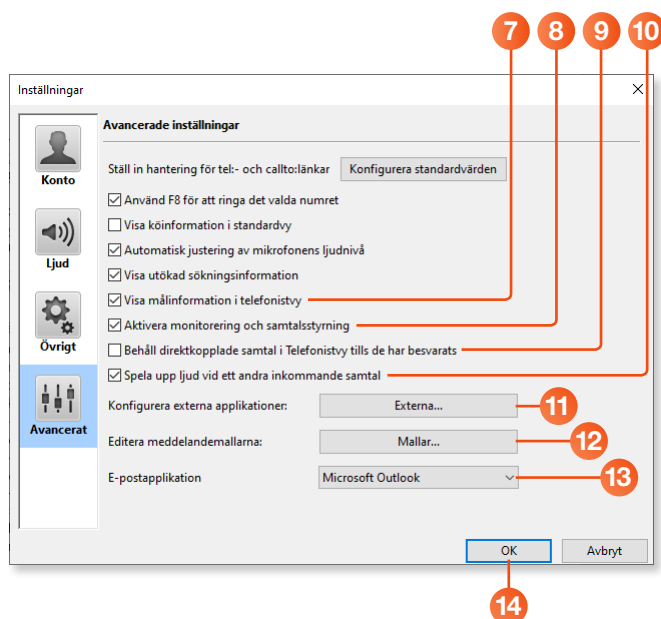 7 8 9 10
Inställningar
Avancerade inställningar
Konto
Ställ in hantering för tel:- och callto:länkar Konfigurera standardvärden
Använd F8 för att ringa det valda numret
Visa köinformation i standardvy
Ljud
Automatisk justering av mikrofonens ljudnivå
Visa utökad sökningsinformation
Visa målinformation i telefonistvy
Övrigt
Aktivera monitorering och samtalsstyrning
Behåll direktkopplade samtal i Telefonistvy tills de har besvarats
Spela upp ljud vid ett andra inkommande samtal
Avancerat
Konfigurera externa applikationer: Externa... 11
Editera meddelandemallarna: Mallar... 12
E-postapplikation Microsoft Outlook 13
OK Avbryt
14